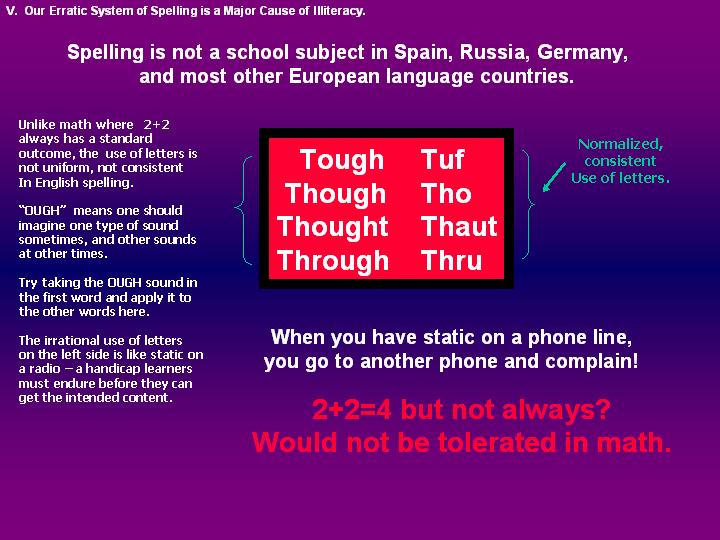 V. Our Erratic System of Spelling is a Major Cause of Illiteracy.
Spelling is not a school subject in Spain, Russia, Germany,
and most other European language countries.
Unlike math where 2+2
always has a standard
outcome, the use of letters is
not uniform, not consistent
In English spelling.
“OUGH” means one should
imagine one type of sound
sometimes, and other sounds
at other times.
Try taking the OUGH sound in
the first word and apply it to
the other words here.
The irrational use of letters
on the left side is like static on
a radio – a handicap learners
must endure before they can
get the intended content.
Tough Tuf
Though Tho
Thought Thaut
Through Thru
Normalized,
consistent
Use of letters.
When you have static on a phone line,
you go to another phone and complain!
2+2=4 but not always?
Would not be tolerated in math.